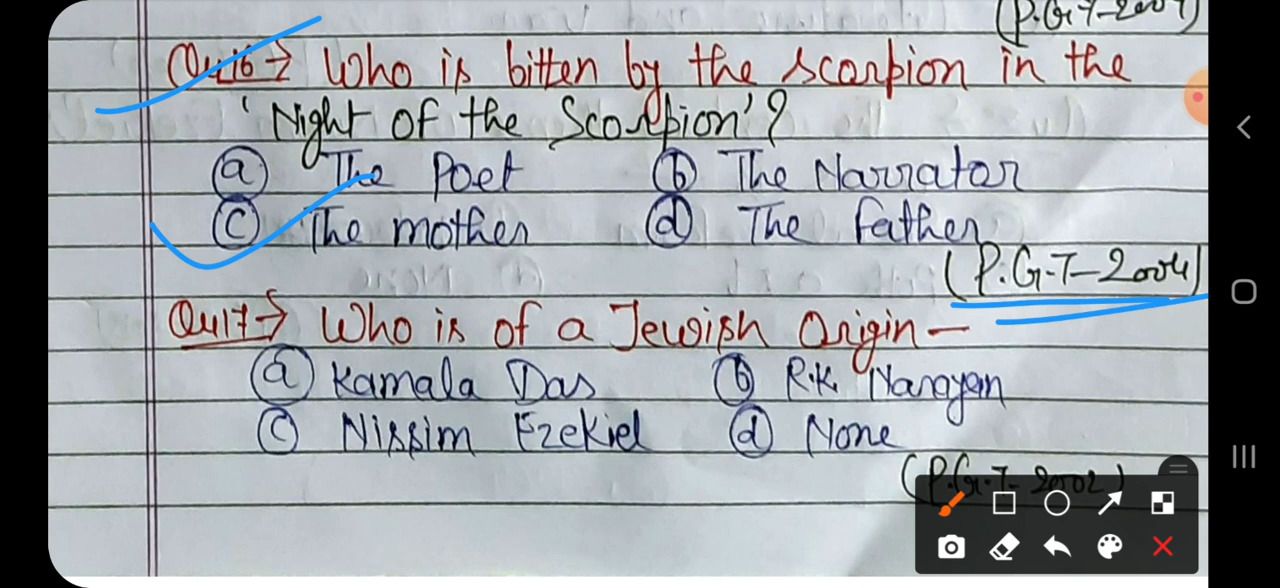 (P.G.T-2004)
Qu16→ Who is bitten by the scorpion in the
'Night of the Scorpion'?
(a) The Poet (b) The Narrator
(c) The mother (d) The father
(P.G.T-2004)
Qu17→ Who is of a Jewish Origin—
(a) Kamala Das (b) R.K. Narayan
(c) Nissim Ezekiel (d) None
(P.G.T-2002)